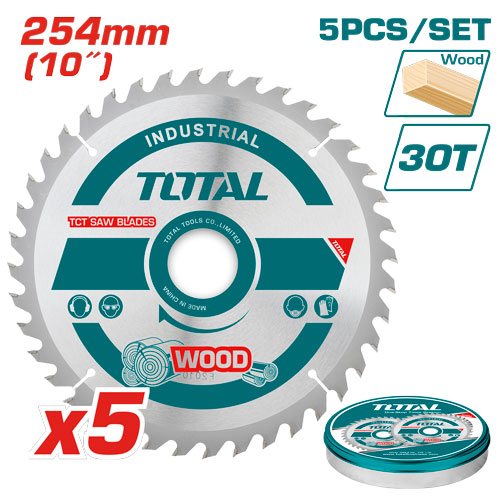 254mm
(10″)
5PCS/SET
Wood
30T
INDUSTRIAL
TOTAL
TCT SAW BLADES
TOTAL TOOLS CO.,LIMITED
MADE IN CHINA
TOTAL
WOOD
x5
TOTAL